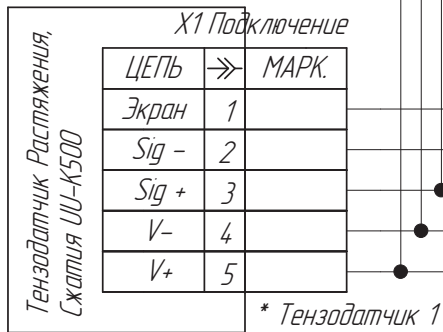 X1 Подключение
Тензодатчик Растяжения,
Сжатия UU-K500
ЦЕПЬ МАРК.
Экран 1
Sig - 2
Sig + 3
V- 4
V+ 5
* Тензодатчик 1